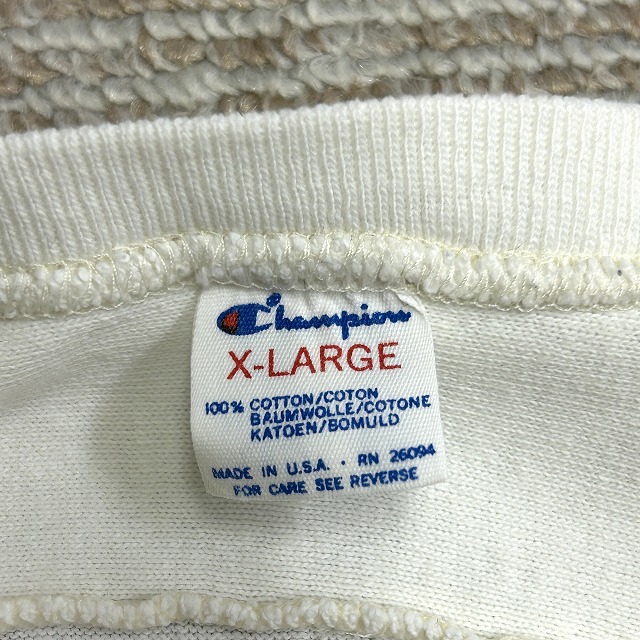 Champion
X-LARGE
100% COTTON/COTON
BAUMWOLLE/COTONE
KATOEN/BOMULD
MADE IN U.S.A. · RN 26094
FOR CARE SEE REVERSE